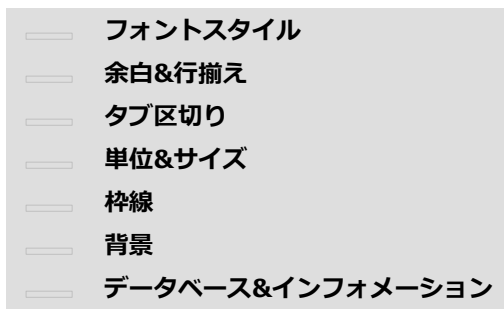 フォントスタイル
余白&行揃え
タブ区切り
単位&サイズ
枠線
背景
データベース&インフォメーション